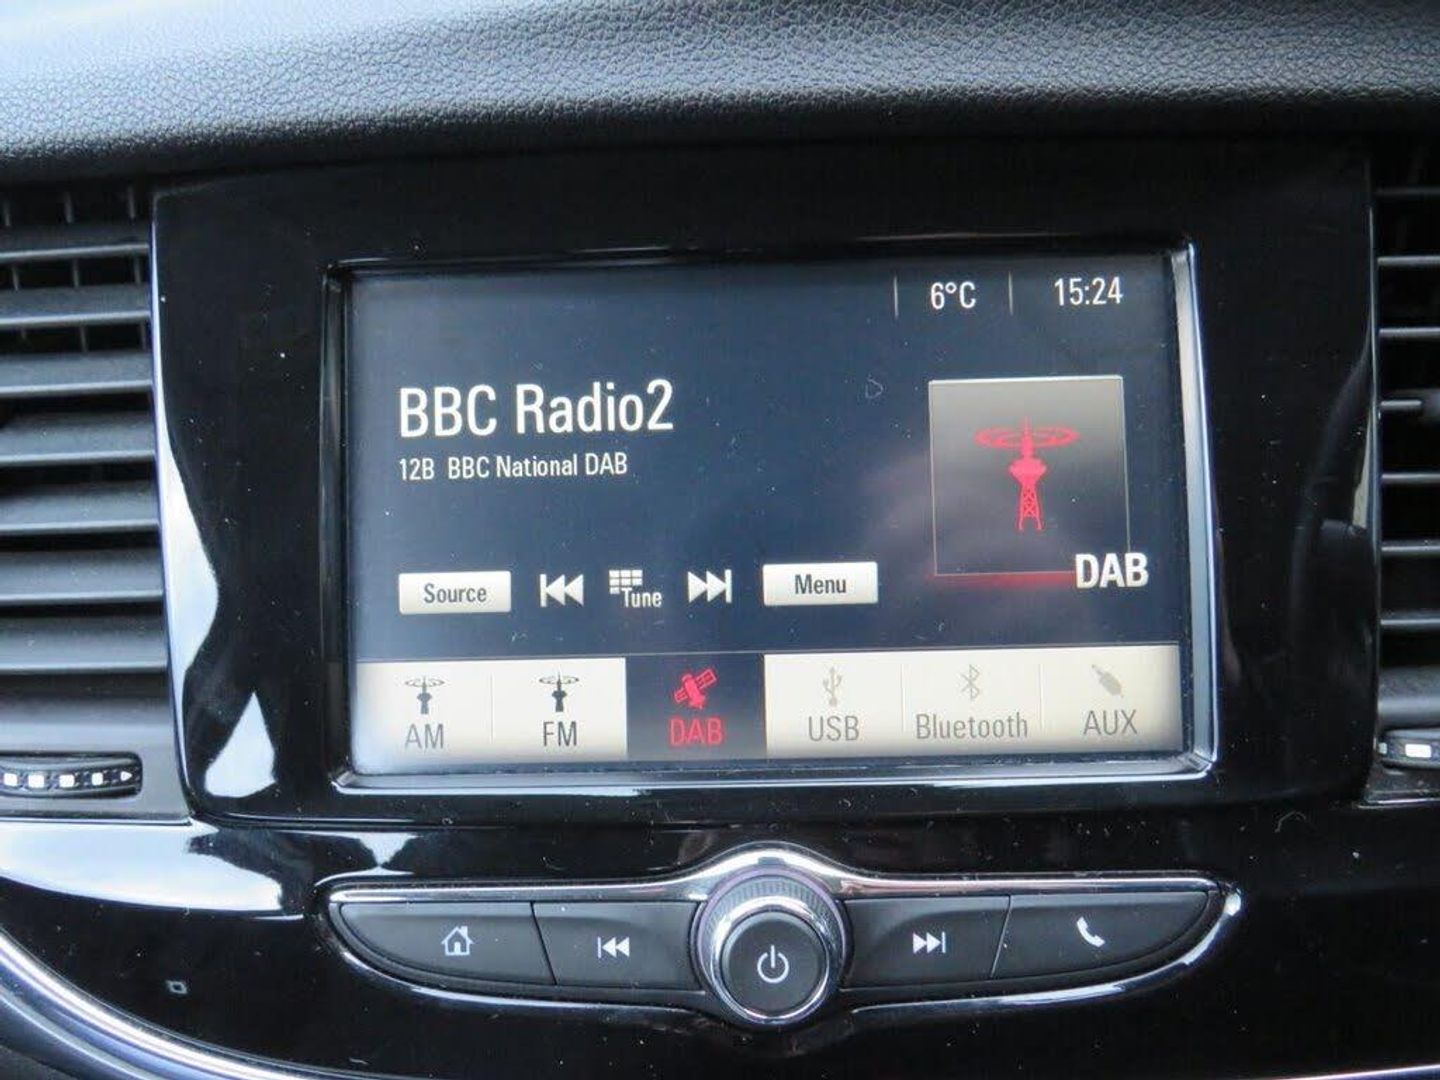 6°C 15:24
BBC Radio2
12B BBC National DAB
DAB
Source Tune Menu
AM FM DAB USB Bluetooth AUX